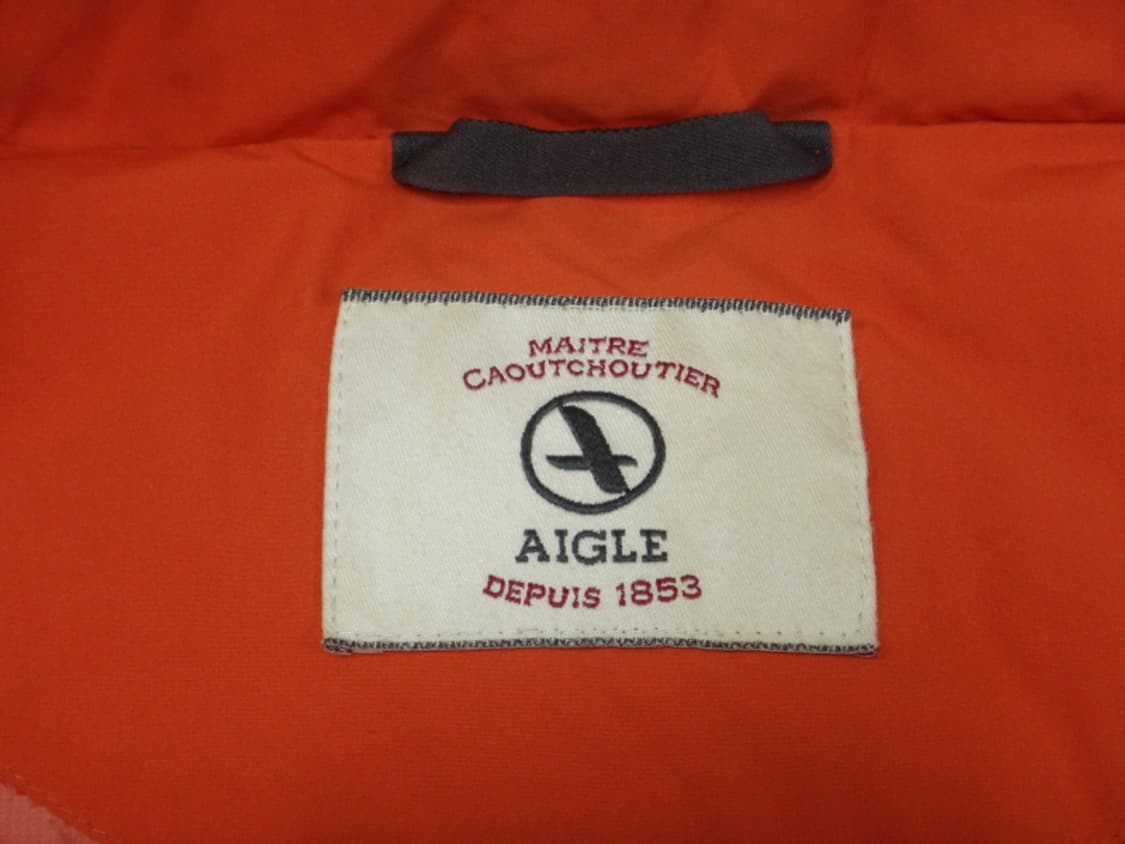 MAITRE
CAOUTCHOUTIER
AIGLE
DEPUIS 1853